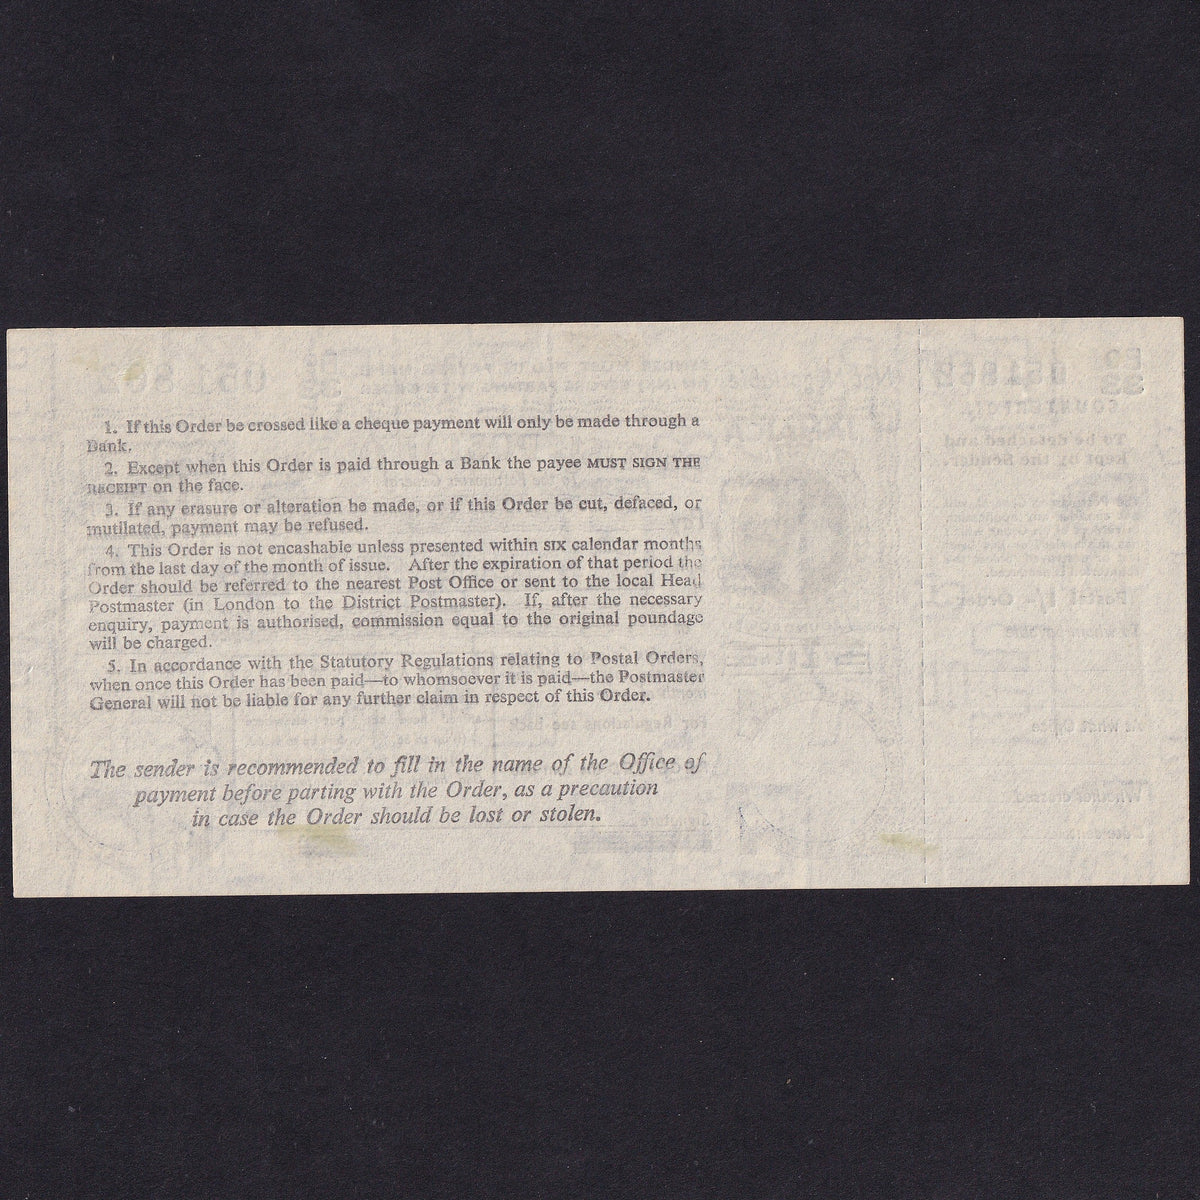 1. If this Order be crossed like a cheque payment will only be made through a
Bank.
2. Except when this Order is paid through a Bank the payee MUST SIGN THE
RECEIPT on the face.
3. If any erasure or alteration be made, or if this Order be cut, defaced, or
mutilated, payment may be refused.
4. This Order is not encashable unless presented within SIX calendar months
from the last day of the month of issue. After the expiration of that period the
Order should be referred to the nearest Post Office or sent to the local Head
Postmaster (in London to the District Postmaster). If, after the necessary
enquiry, payment is authorised, commission equal to the original poundage
will be charged.
5. In accordance with the Statutory Regulations relating to Postal Orders,
when once this Order has been paid—to whomsoever it is paid—the Postmaster
General will not be liable for any further claim in respect of this Order.
The sender is recommended to fill in the name of the Office of
payment before parting with the Order, as a precaution
in case the Order should be lost or stolen.